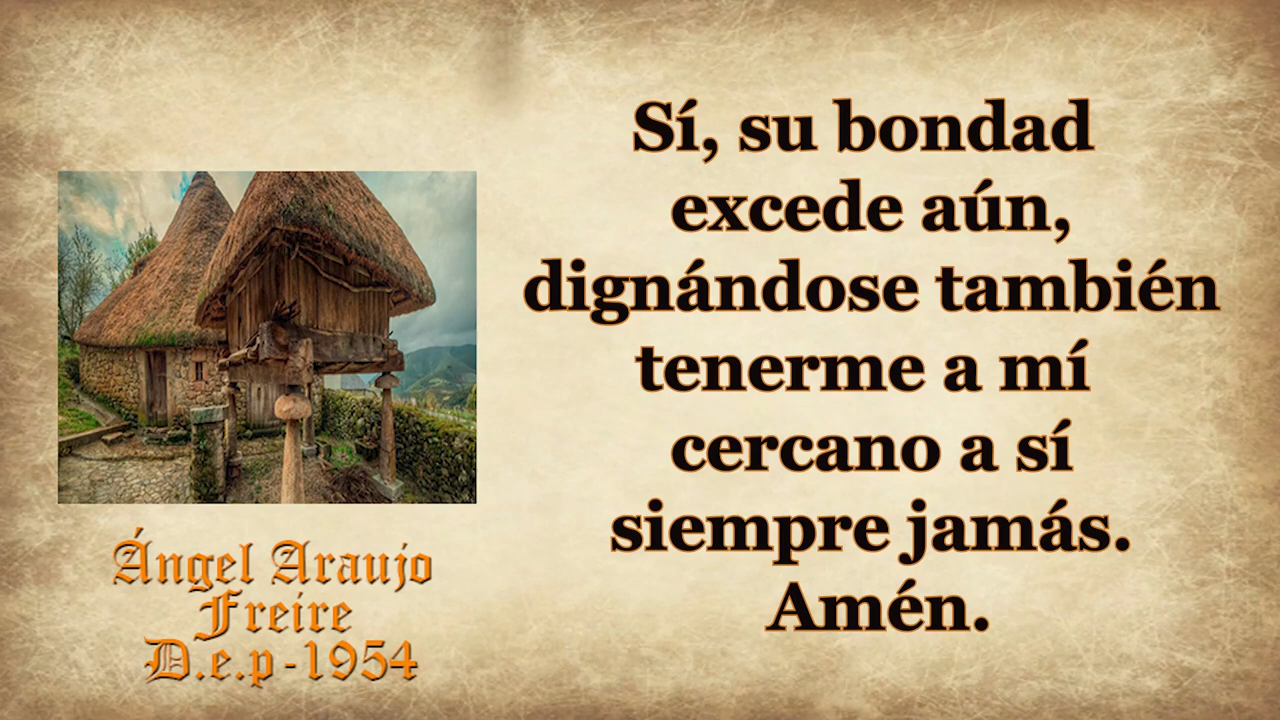 Sí, su bondad
excede aún,
dignándose también
tenerme a mí
cercano a sí
siempre jamás.
Amén.
Ángel Araujo
Freire
D.e.p-1954